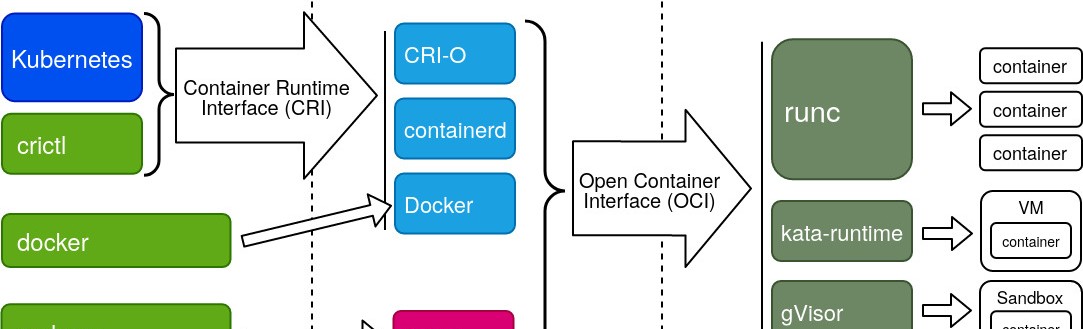 Kubernetes
crictl
docker
Container Runtime
Interface (CRI)
CRI-O
containerd
Docker
Open Container
Interface (OCI)
runc
kata-runtime
gVisor
container
container
container
VM
container
Sandbox
container